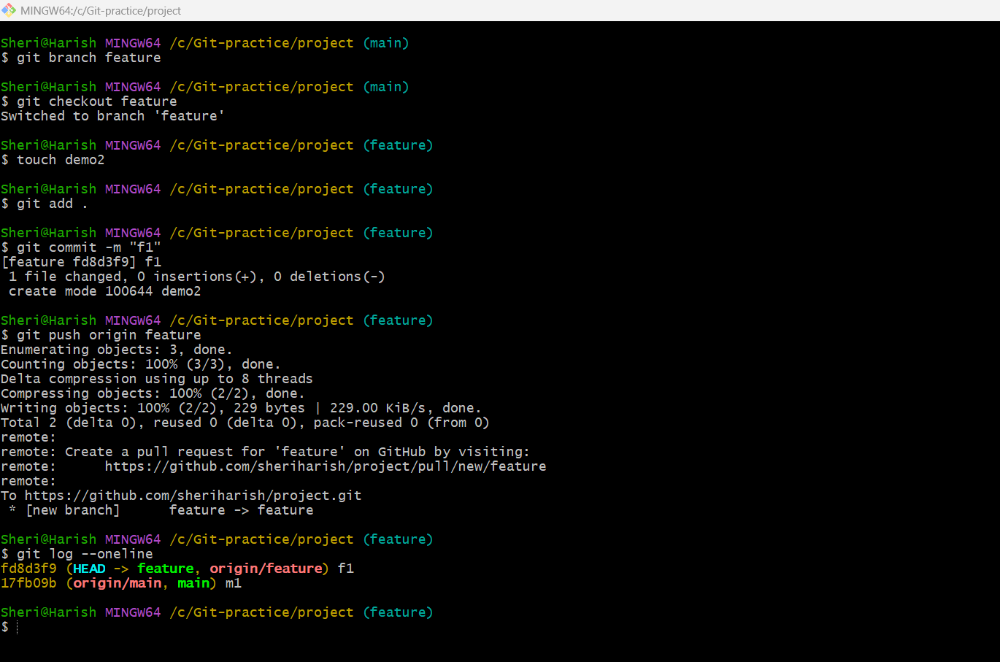 MINGW64:/c/Git-practice/project
Sheri@Harish MINGW64 /c/Git-practice/project (main)
$ git branch feature
Sheri@Harish MINGW64 /c/Git-practice/project (main)
$ git checkout feature
Switched to branch 'feature'
Sheri@Harish MINGW64 /c/Git-practice/project (feature)
$ touch demo2
Sheri@Harish MINGW64 /c/Git-practice/project (feature)
$ git add .
Sheri@Harish MINGW64 /c/Git-practice/project (feature)
$ git commit -m "f1"
[feature fd8d3f9] f1
 1 file changed, 0 insertions(+), 0 deletions(-)
 create mode 100644 demo2
Sheri@Harish MINGW64 /c/Git-practice/project (feature)
$ git push origin feature
Enumerating objects: 3, done.
Counting objects: 100% (3/3), done.
Delta compression using up to 8 threads
Compressing objects: 100% (2/2), done.
Writing objects: 100% (2/2), 229 bytes | 229.00 KiB/s, done.
Total 2 (delta 0), reused 0 (delta 0), pack-reused 0 (from 0)
remote:
remote: Create a pull request for 'feature' on GitHub by visiting:
remote:      https://github.com/sheriharish/project/pull/new/feature
remote:
To https://github.com/sheriharish/project.git
 * [new branch]      feature -> feature
Sheri@Harish MINGW64 /c/Git-practice/project (feature)
$ git log --oneline
fd8d3f9 (HEAD -> feature, origin/feature) f1
17fb09b (origin/main, main) m1
Sheri@Harish MINGW64 /c/Git-practice/project (feature)
$